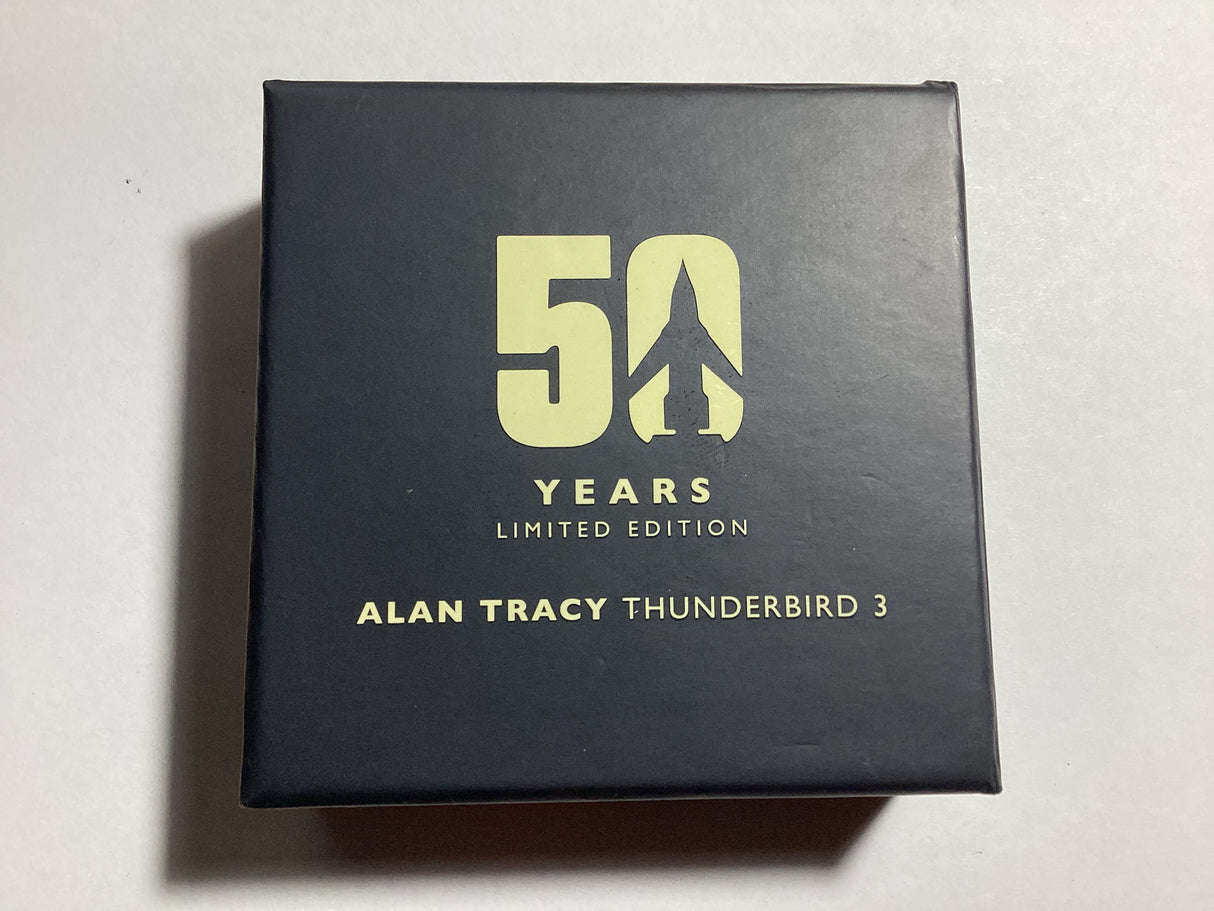 50
YEARS
LIMITED EDITION
ALAN TRACY THUNDERBIRD 3